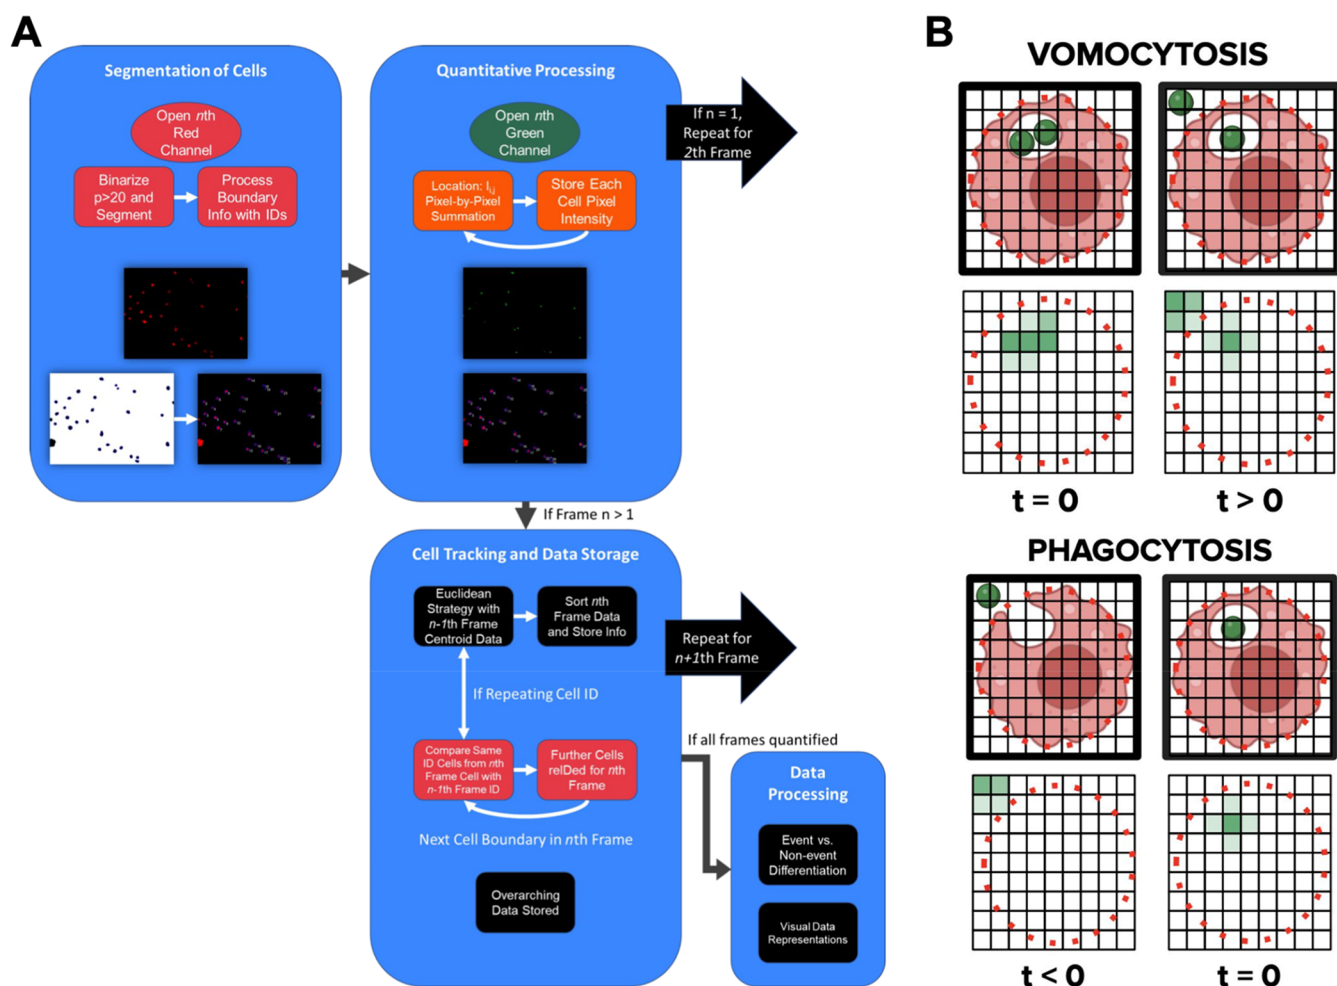 A
Segmentation of Cells
Open nth
Red
Channel
Binarize
p>20 and
Segment
Process
Boundary
Info with IDs
Quantitative Processing
Open nth
Green
Channel
Location: Ii,j
Pixel-by-Pixel
Summation
Store Each
Cell Pixel
Intensity
If n = 1,
Repeat for
2th Frame
If Frame n > 1
Cell Tracking and Data Storage
Euclidean
Strategy with
n-1th Frame
Centroid Data
Sort nth
Frame Data
and Store Info
If Repeating Cell ID
Compare Same
ID Cells from nth
Frame Cell with
n-1th Frame ID
Further Cells
reIDed for nth
Frame
Next Cell Boundary in nth Frame
Overarching
Data Stored
Repeat for
n+1th Frame
If all frames quantified
Data
Processing
Event vs.
Non-event
Differentiation
Visual Data
Representations
B
VOMOCYTOSIS
t = 0
t > 0
PHAGOCYTOSIS
t < 0
t = 0